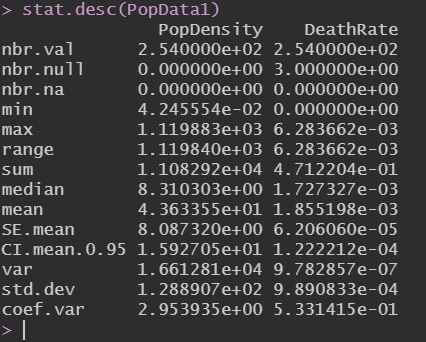 > stat.desc(PopData1)
PopDensity DeathRate
nbr.val 2.540000e+02 2.540000e+02
nbr.null 0.000000e+00 3.000000e+00
nbr.na 0.000000e+00 0.000000e+00
min 4.245554e-02 0.000000e+00
max 1.119883e+03 6.283662e-03
range 1.119840e+03 6.283662e-03
sum 1.108292e+04 4.712204e-01
median 8.310303e+00 1.727327e-03
mean 4.363355e+01 1.855198e-03
SE.mean 8.087320e+00 6.206060e-05
CI.mean.0.95 1.592705e+01 1.222212e-04
var 1.661281e+04 9.782857e-07
std.dev 1.288907e+02 9.890833e-04
coef.var 2.953935e+00 5.331415e-01
>